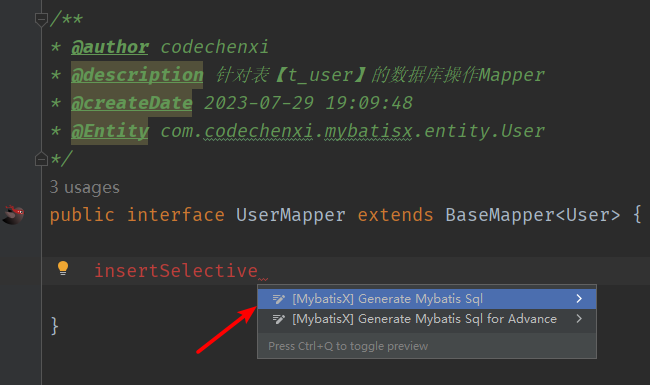 /**
* @author codechenxi
* @description 针对表【t_user】的数据库操作Mapper
* @createDate 2023-07-29 19:09:48
* @Entity com.codechenxi.mybatisx.entity.User
*/
3 usages
public interface UserMapper extends BaseMapper<User> {
insertSelective
[MybatisX] Generate Mybatis Sql
[MybatisX] Generate Mybatis Sql for Advance
}
Press Ctrl+Q to toggle preview